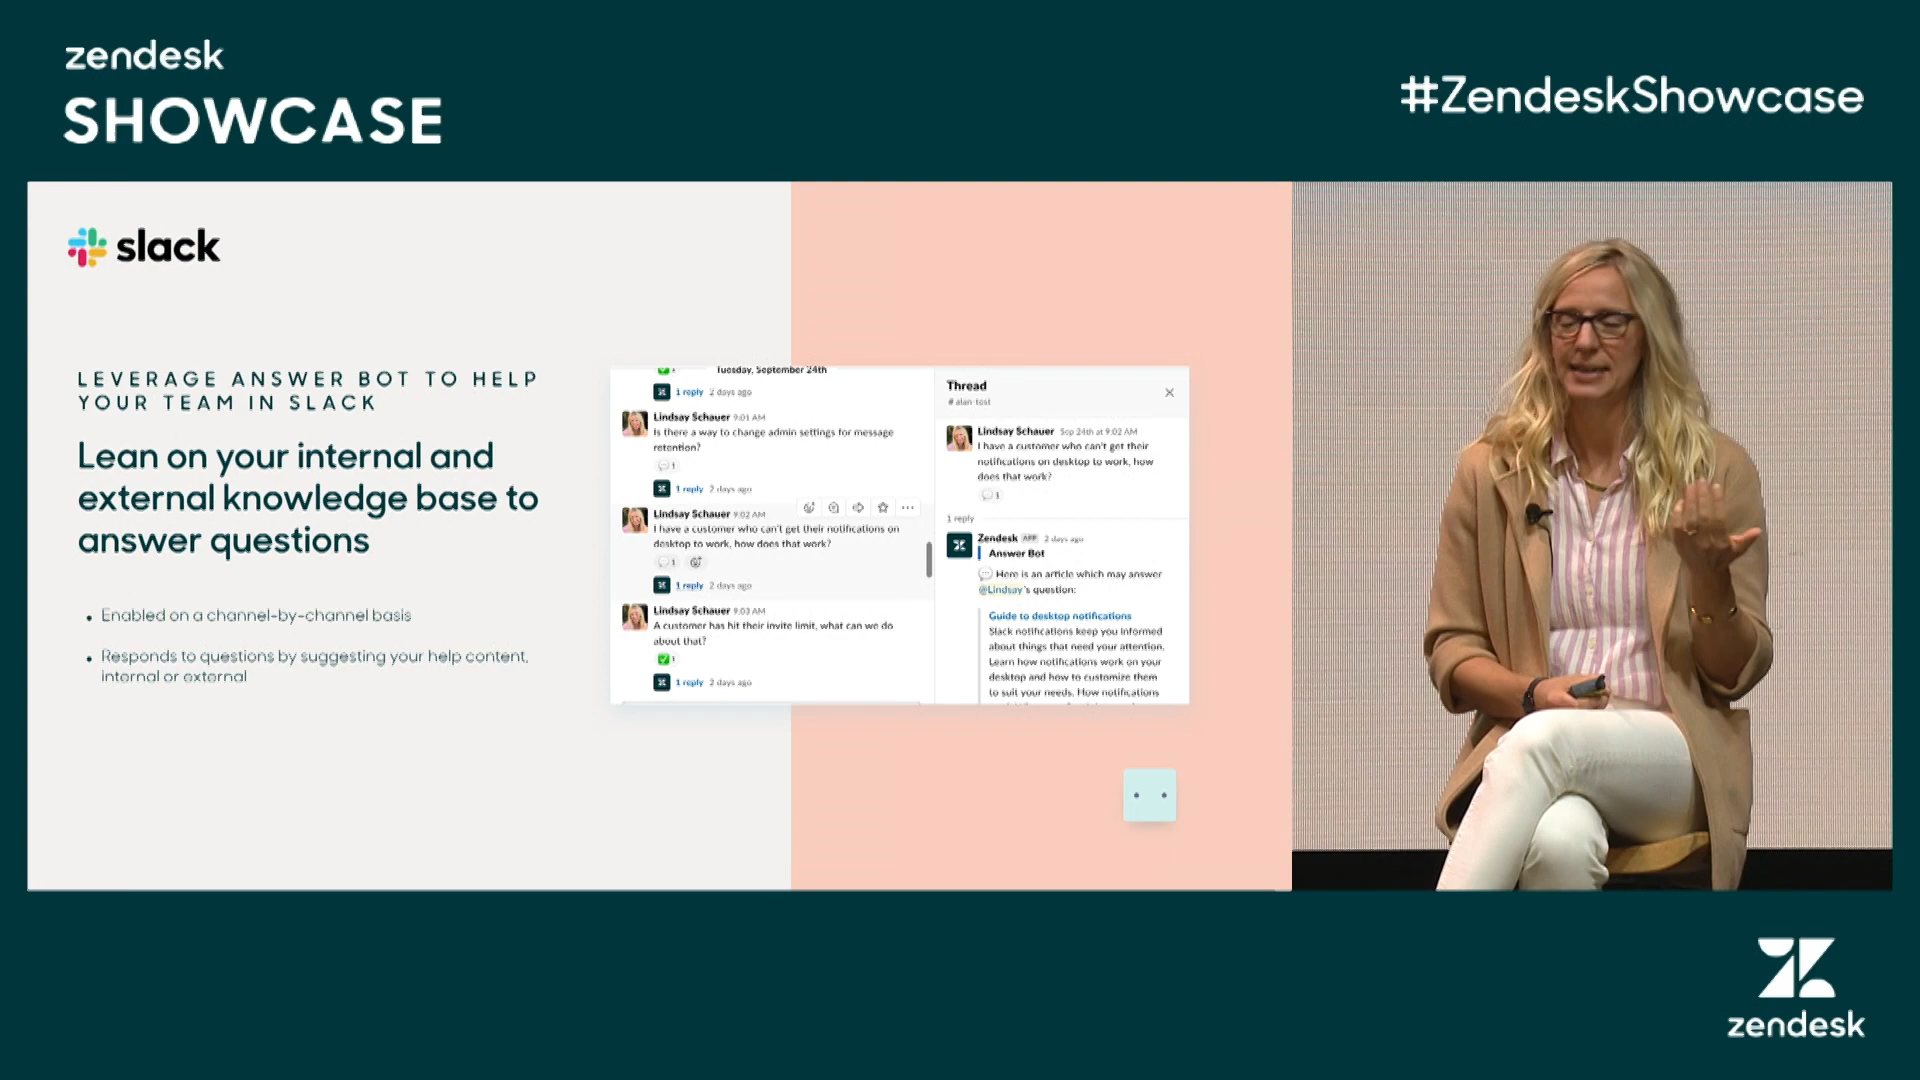 zendesk
SHOWCASE
#ZendeskShowcase
slack
LEVERAGE ANSWER BOT TO HELP
YOUR TEAM IN SLACK
Lean on your internal and
external knowledge base to
answer questions
• Enabled on a channel-by-channel basis
• Responds to questions by suggesting your help content,
internal or external
Tuesday, September 24th
1 reply 2 days ago
Lindsay Schauer 9:01 AM
Is there a way to change admin settings for message
retention?
1
1 reply 2 days ago
Lindsay Schauer 9:02 AM
I have a customer who can't get their notifications on
desktop to work, how does that work?
1
1 reply 2 days ago
Lindsay Schauer 9:03 AM
A customer has hit their invite limit, what can we do
about that?
1
1 reply 2 days ago
Thread
# alan-test
Lindsay Schauer Sep 24th at 9:02 AM
I have a customer who can't get their
notifications on desktop to work, how
does that work?
1
1 reply
Zendesk APP 2 days ago
Answer Bot
Here is an article which may answer
@Lindsay's question:
Guide to desktop notifications
Slack notifications keep you informed
about things that need your attention.
Learn how notifications work on your
desktop and how to customize them
to suit your needs. How notifications
zendesk